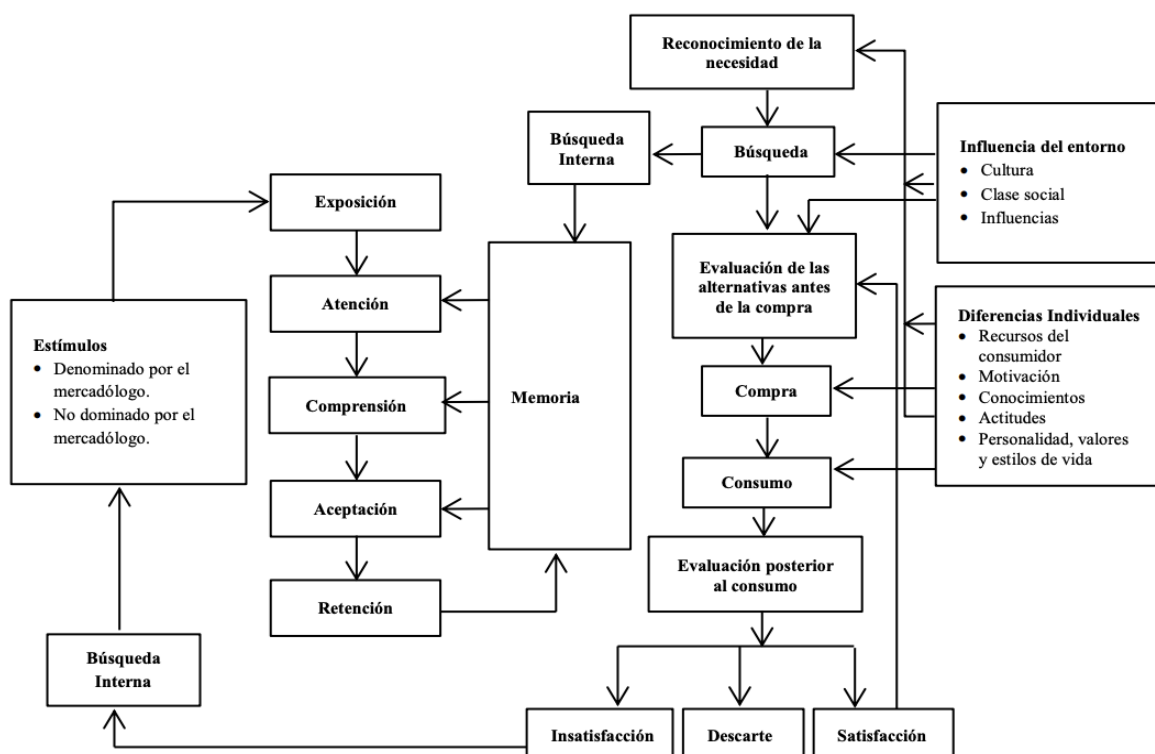 Reconocimiento de la
necesidad
Búsqueda
Interna
Búsqueda
Influencia del entorno
• Cultura
• Clase social
• Influencias
Exposición
Atención
Comprensión
Aceptación
Retención
Memoria
Evaluación de las
alternativas antes
de la compra
Diferencias Individuales
• Recursos del
consumidor
• Motivación
• Conocimientos
• Actitudes
• Personalidad, valores
y estilos de vida
Estímulos
• Denominado por el
mercadólogo.
• No dominado por el
mercadólogo.
Compra
Consumo
Evaluación posterior
al consumo
Búsqueda
Interna
Insatisfacción
Descarte
Satisfacción